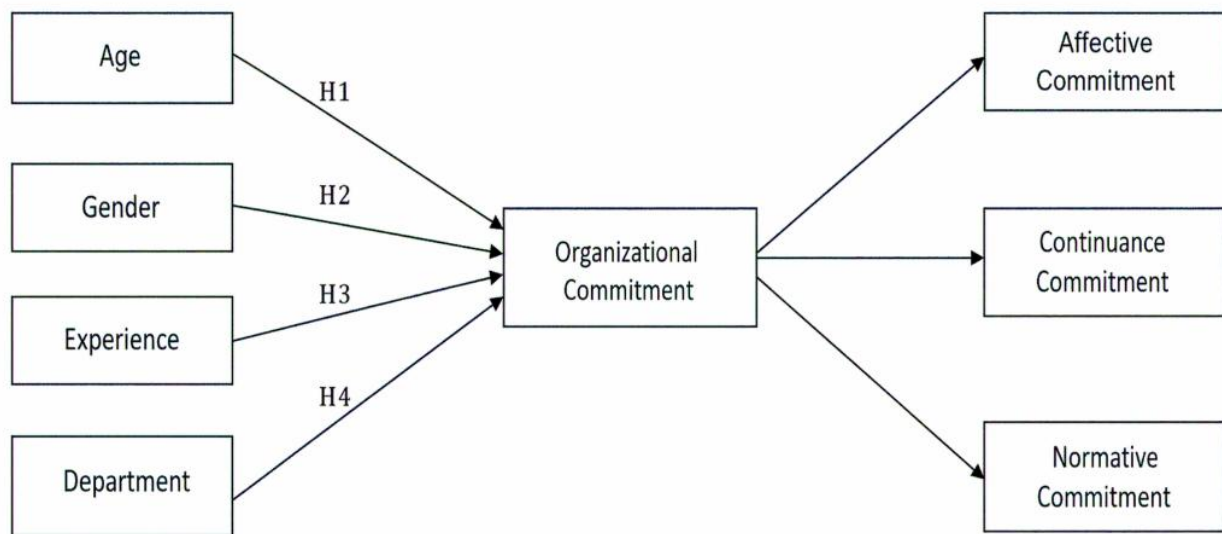 Age
H1
Gender
H2
Experience
H3
Department
H4
Organizational
Commitment
Affective
Commitment
Continuance
Commitment
Normative
Commitment